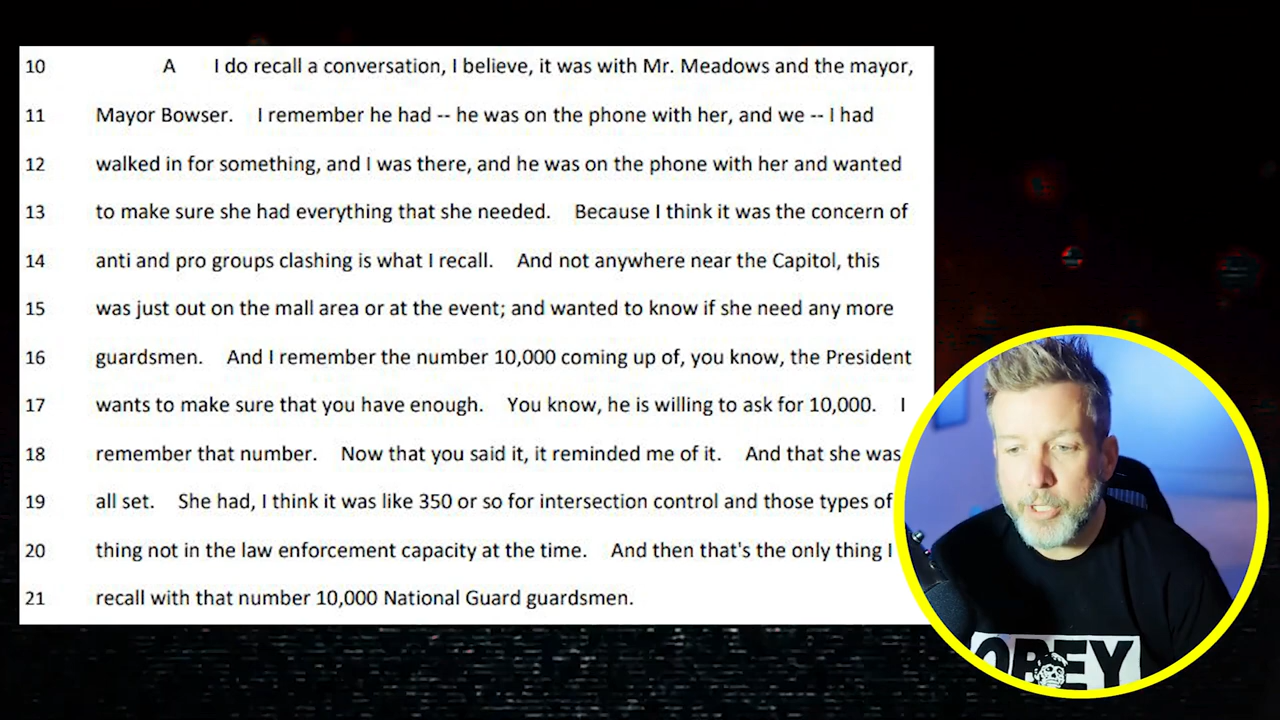 10 A I do recall a conversation, I believe, it was with Mr. Meadows and the mayor,
11 Mayor Bowser. I remember he had -- he was on the phone with her, and we -- I had
12 walked in for something, and I was there, and he was on the phone with her and wanted
13 to make sure she had everything that she needed. Because I think it was the concern of
14 anti and pro groups clashing is what I recall. And not anywhere near the Capitol, this
15 was just out on the mall area or at the event; and wanted to know if she need any more
16 guardsmen. And I remember the number 10,000 coming up of, you know, the President
17 wants to make sure that you have enough. You know, he is willing to ask for 10,000. I
18 remember that number. Now that you said it, it reminded me of it. And that she was
19 all set. She had, I think it was like 350 or so for intersection control and those types of
20 thing not in the law enforcement capacity at the time. And then that's the only thing I
21 recall with that number 10,000 National Guard guardsmen.
OBEY